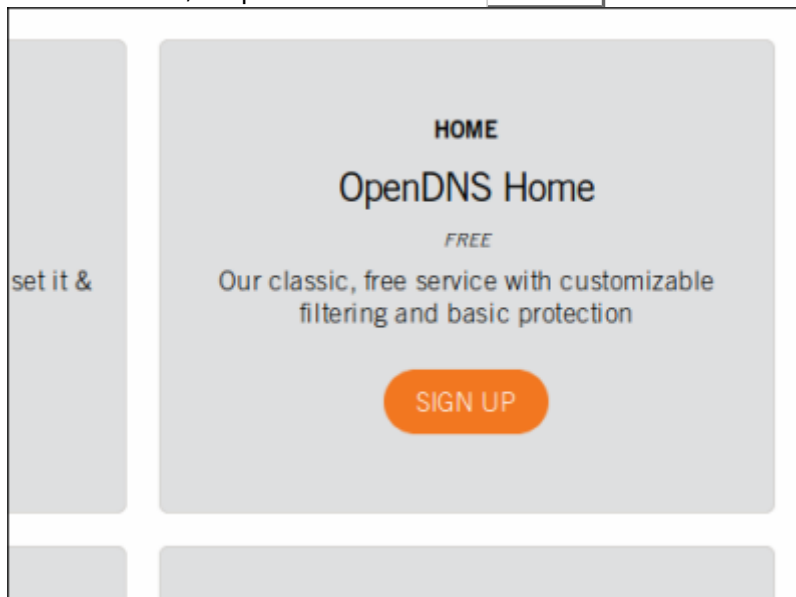 HOME
OpenDNS Home
FREE
set it &
Our classic, free service with customizable
filtering and basic protection
SIGN UP